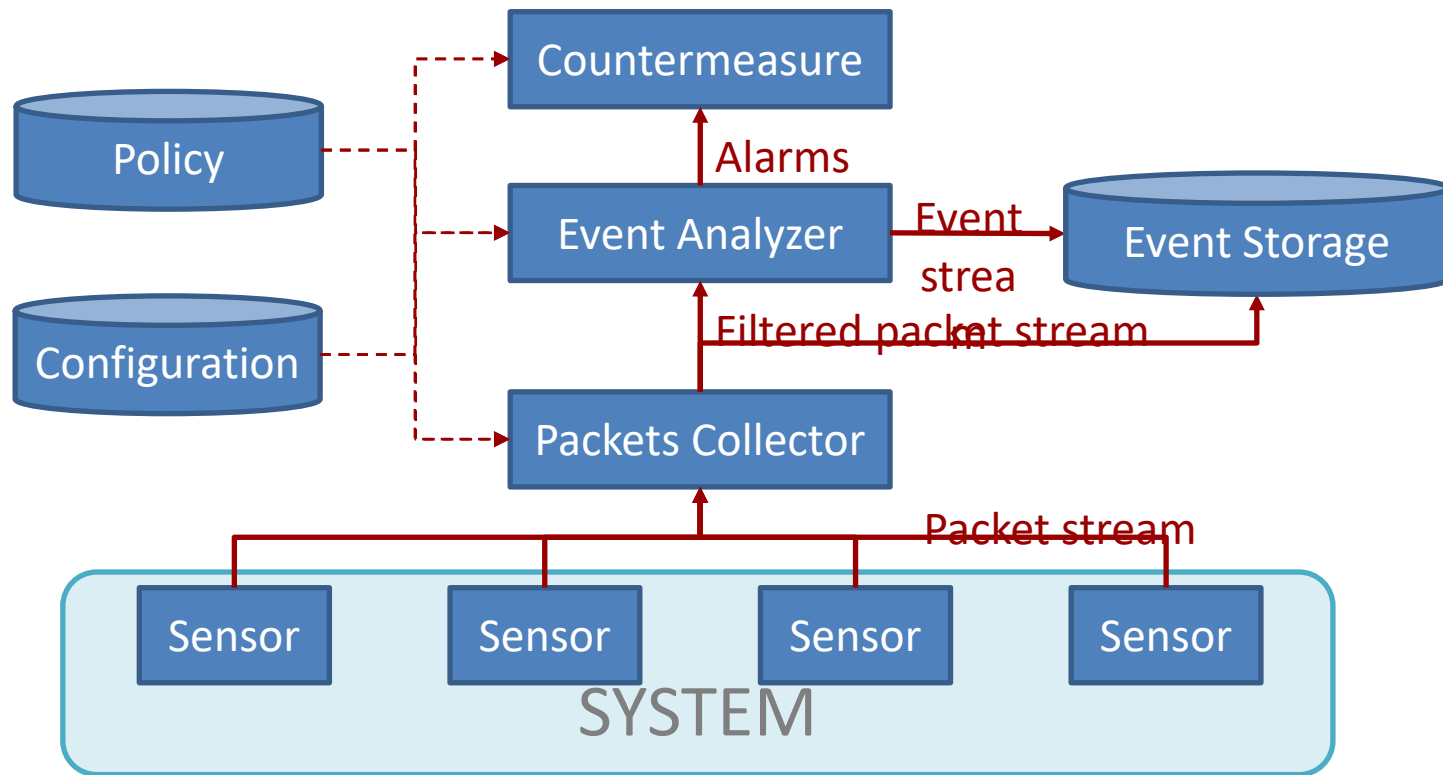 Countermeasure
Policy
Alarms
Event Analyzer
Event
strea
m
Event Storage
Filtered packet stream
Configuration
Packets Collector
Packet stream
Sensor
Sensor
Sensor
Sensor
SYSTEM